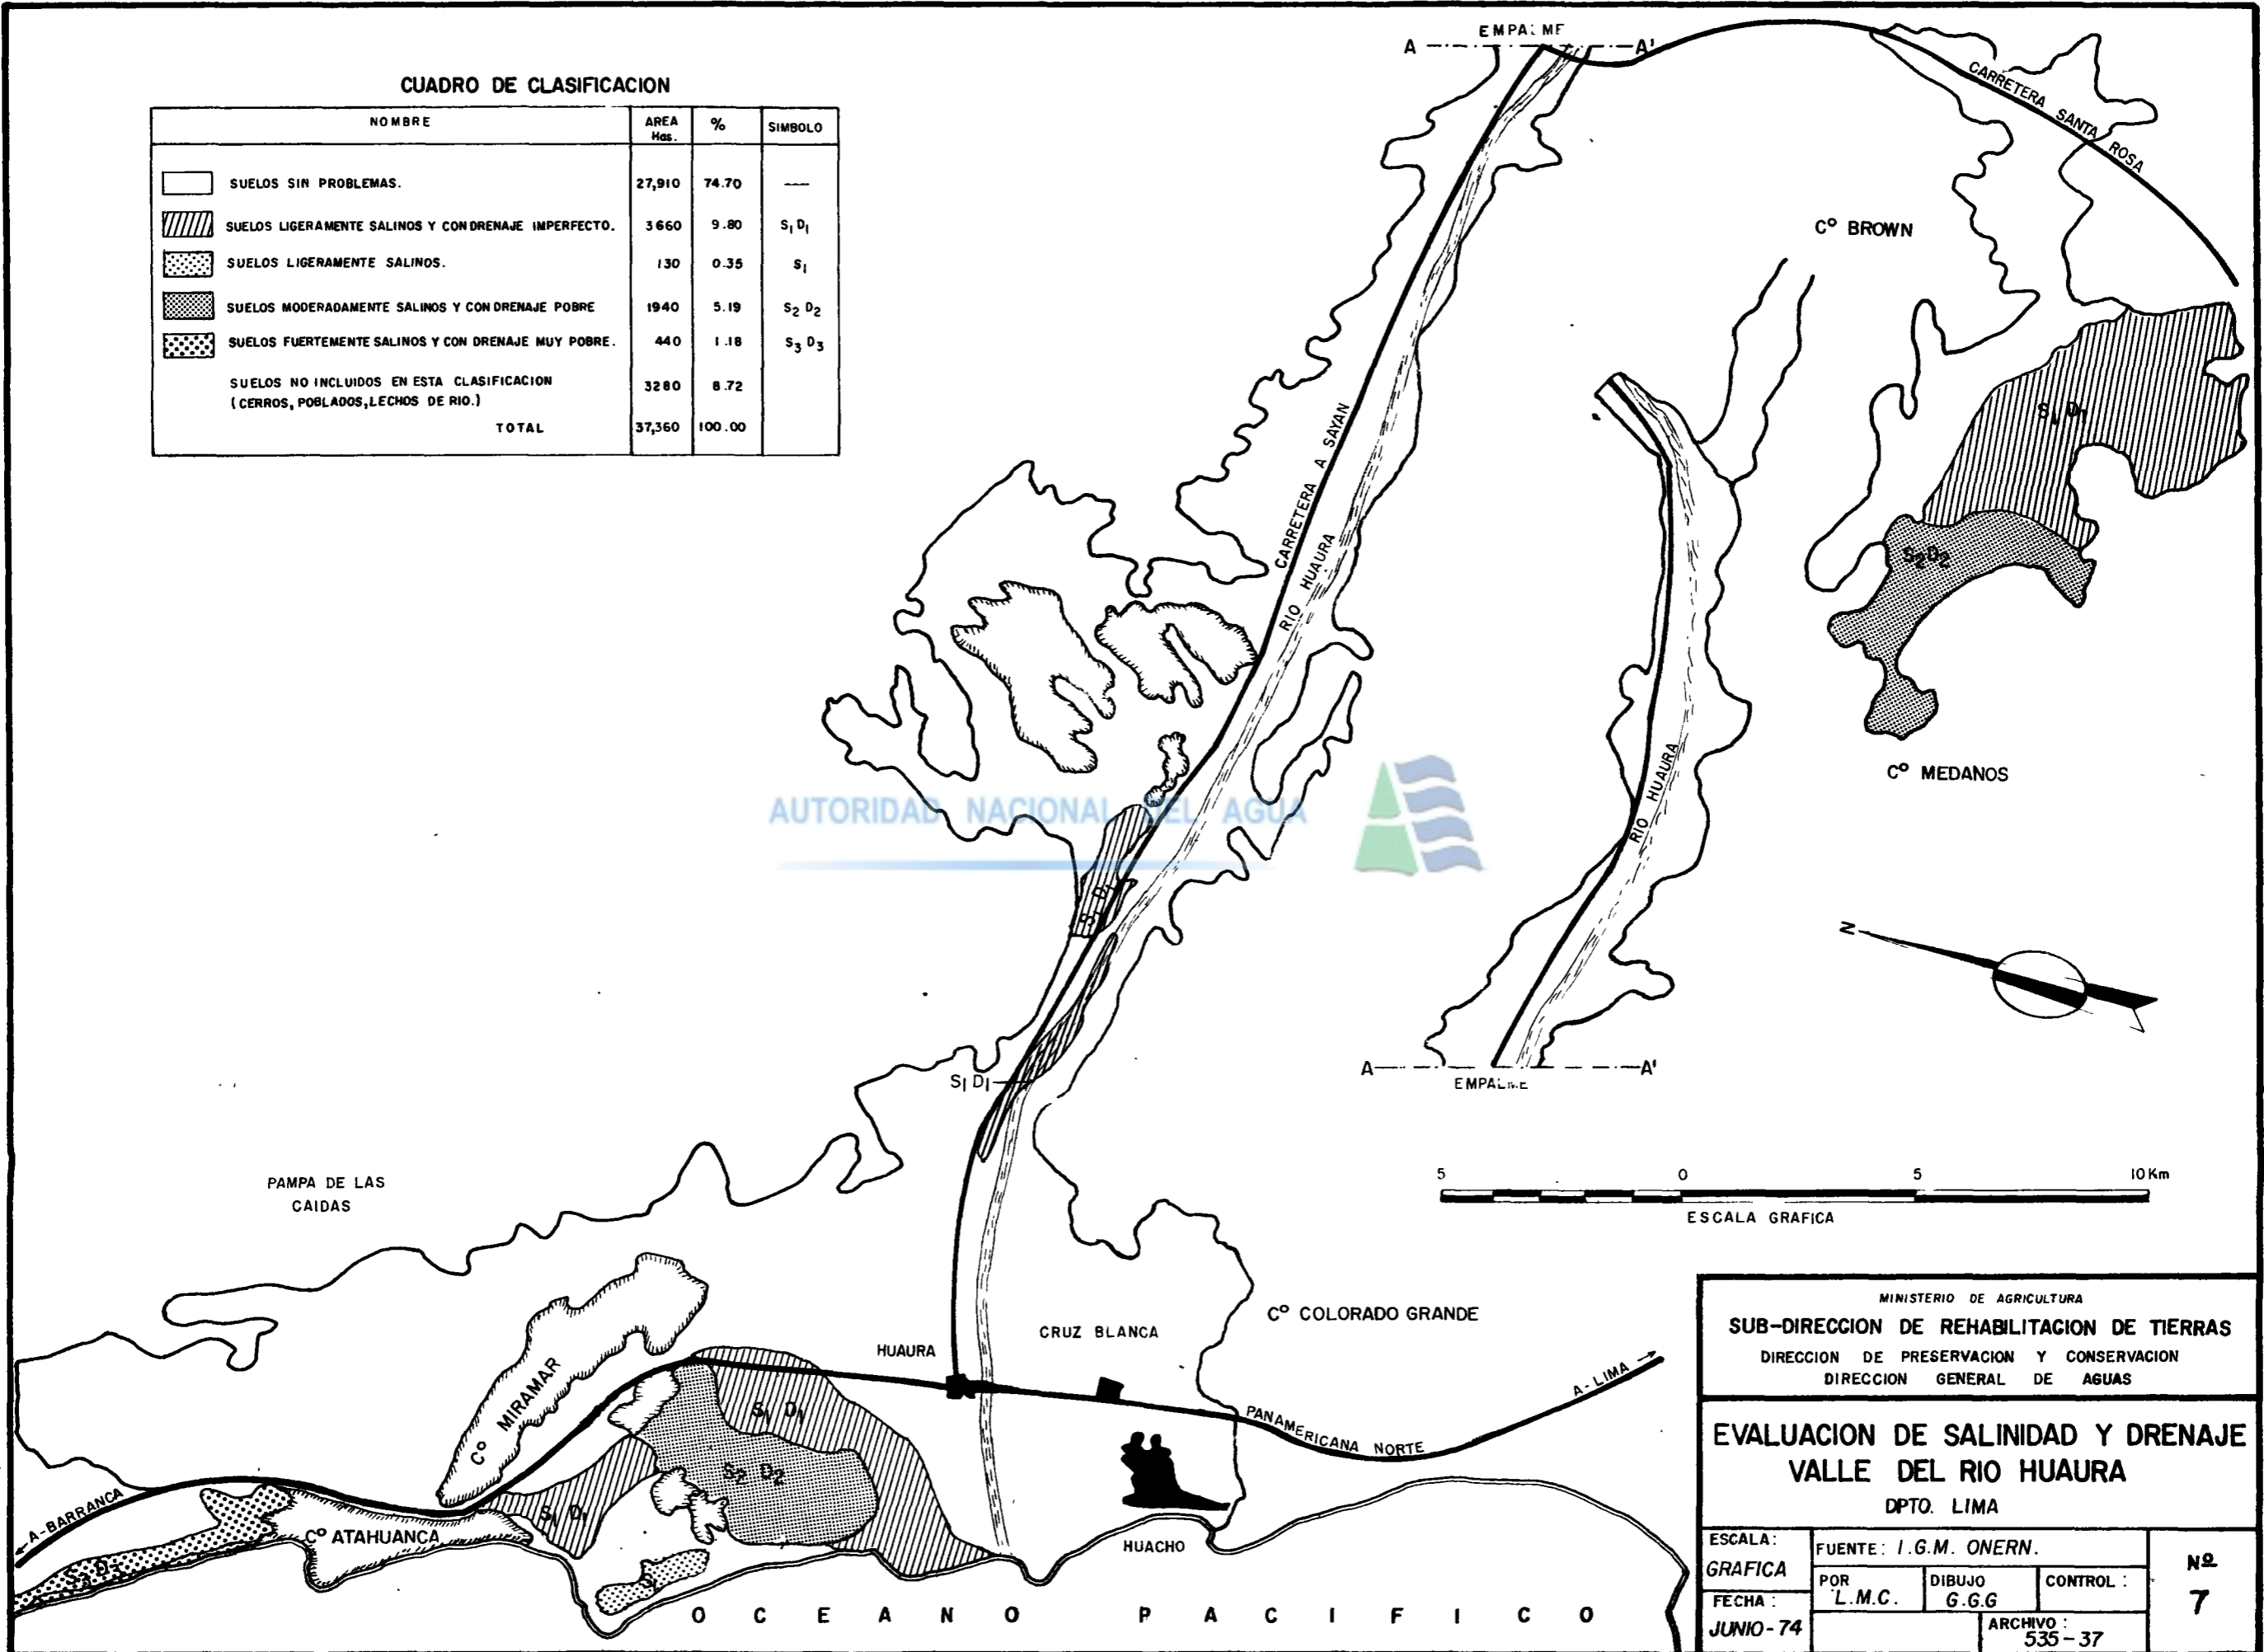 EMPALME
A A'
CARRETERA SANTA ROSA
CUADRO DE CLASIFICACION
NOMBRE AREA Has. % SIMBOLO
SUELOS SIN PROBLEMAS. 27,910 74.70 —
SUELOS LIGERAMENTE SALINOS Y CON DRENAJE IMPERFECTO. 3660 9.80 S1 D1
SUELOS LIGERAMENTE SALINOS. 130 0.35 S1
SUELOS MODERADAMENTE SALINOS Y CON DRENAJE POBRE 1940 5.19 S2 D2
SUELOS FUERTEMENTE SALINOS Y CON DRENAJE MUY POBRE. 440 1.18 S3 D3
SUELOS NO INCLUIDOS EN ESTA CLASIFICACION
(CERROS, POBLADOS, LECHOS DE RIO.) 3280 8.72
TOTAL 37,360 100.00
Cº BROWN
S1 D1
S2 D2
Cº MEDANOS
CARRETERA A SAYAN
RIO HUAURA
RIO HUAURA
AUTORIDAD NACIONAL DEL AGUA
S1 D1
N
S1 D1
A A'
EMPALME
5 0 5 10 Km
ESCALA GRAFICA
PAMPA DE LAS
CAIDAS
Cº COLORADO GRANDE
CRUZ BLANCA
HUAURA
Cº MIRAMAR
A-LIMA
PANAMERICANA NORTE
S1 D1
S2 D2
S1 D1
A-BARRANCA
Cº ATAHUANCA
HUACHO
OCEANO PACIFICO
MINISTERIO DE AGRICULTURA
SUB-DIRECCION DE REHABILITACION DE TIERRAS
DIRECCION DE PRESERVACION Y CONSERVACION
DIRECCION GENERAL DE AGUAS
EVALUACION DE SALINIDAD Y DRENAJE
VALLE DEL RIO HUAURA
DPTO. LIMA
ESCALA:
GRAFICA
FUENTE: I.G.M. ONERN.
Nº
7
POR
L.M.C.
DIBUJO
G.G.G
CONTROL:
FECHA:
JUNIO-74
ARCHIVO:
535-37